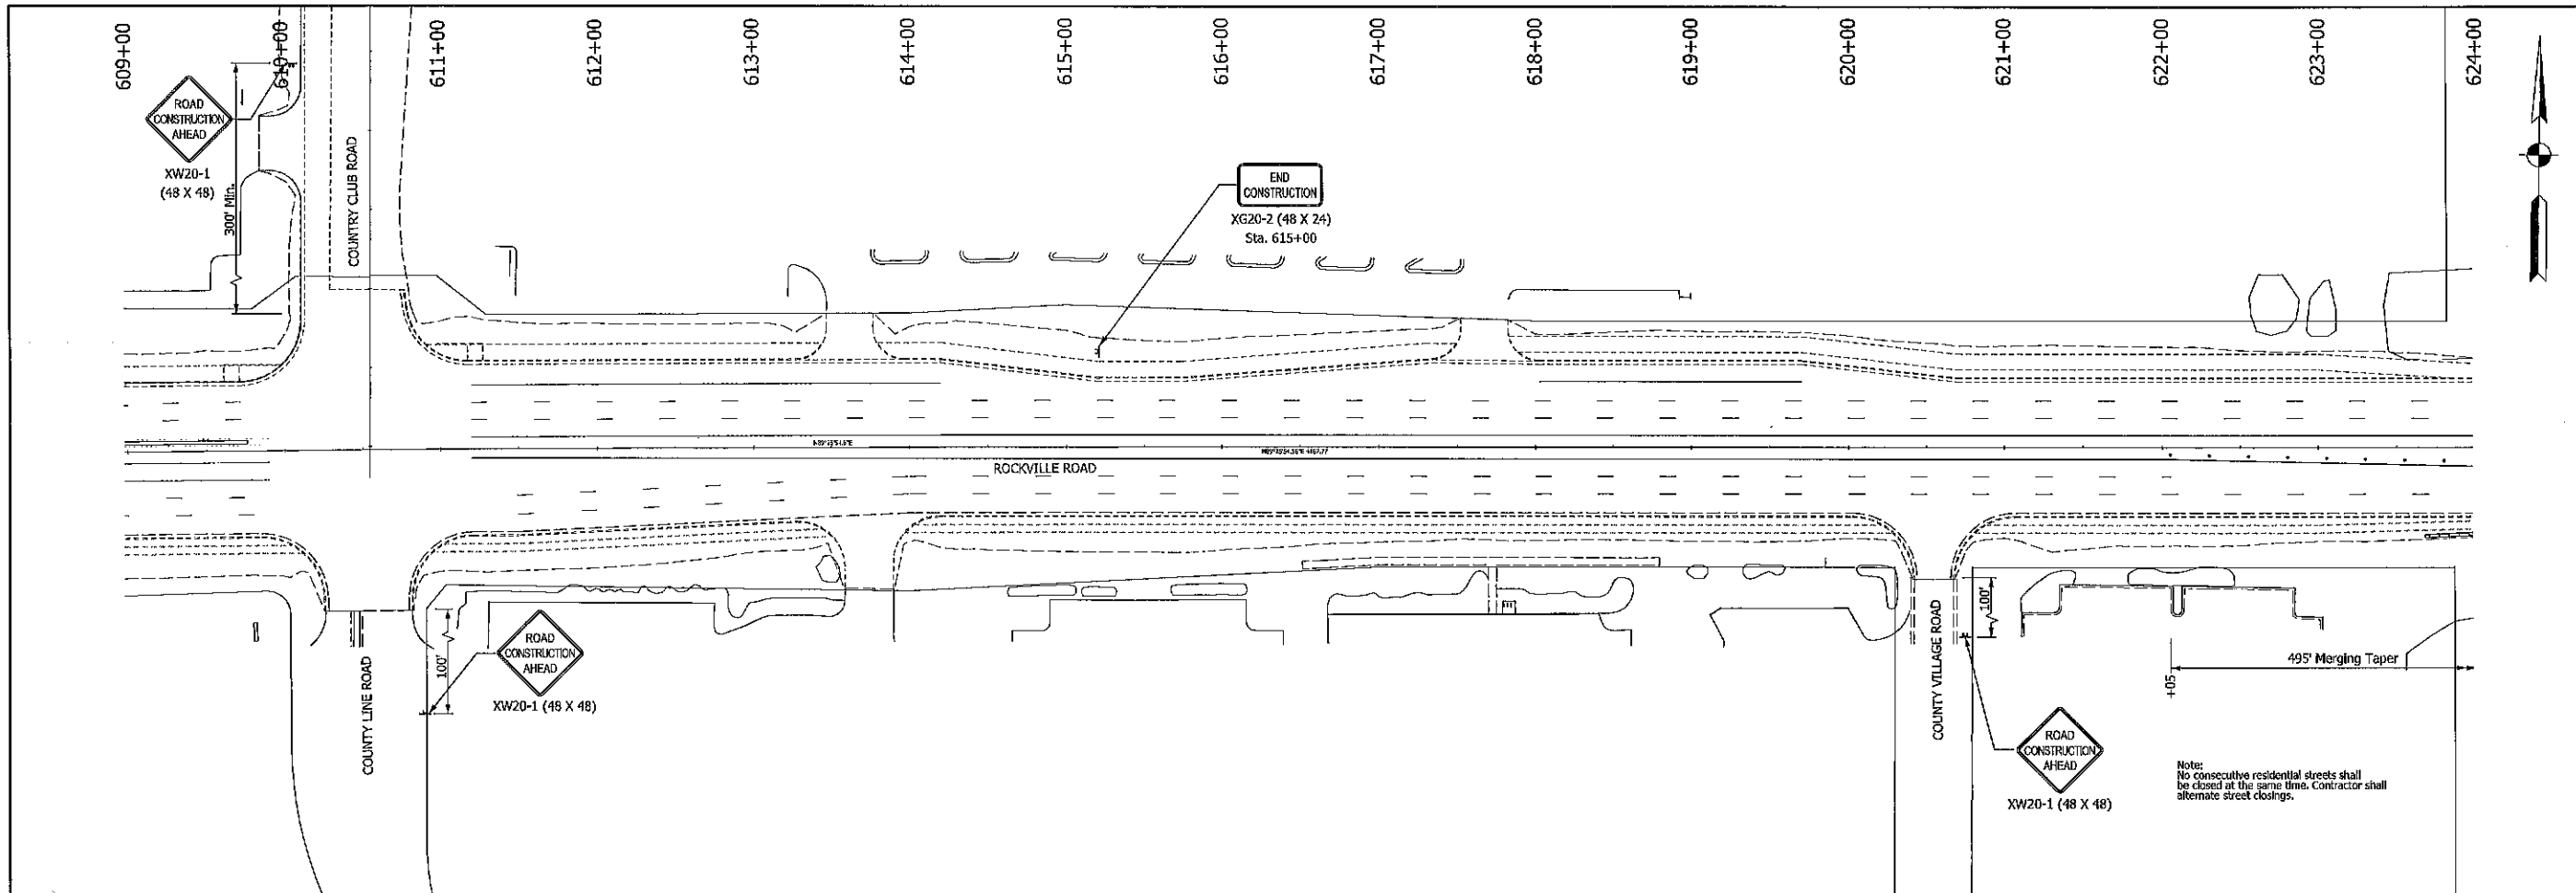 609+00
610+00
611+00
612+00
613+00
614+00
615+00
616+00
617+00
618+00
619+00
620+00
621+00
622+00
623+00
624+00
ROAD
CONSTRUCTION
AHEAD
XW20-1
(48 X 48)
300' Min.
COUNTRY CLUB ROAD
END
CONSTRUCTION
XG20-2 (48 X 24)
Sta. 615+00
ROCKVILLE ROAD
COUNTY LINE ROAD
100'
ROAD
CONSTRUCTION
AHEAD
XW20-1 (48 X 48)
COUNTY VILLAGE ROAD
100'
495' Merging Taper
+05
ROAD
CONSTRUCTION
AHEAD
XW20-1 (48 X 48)
Note:
No consecutive residential streets shall
be closed at the same time. Contractor shall
alternate street closings.